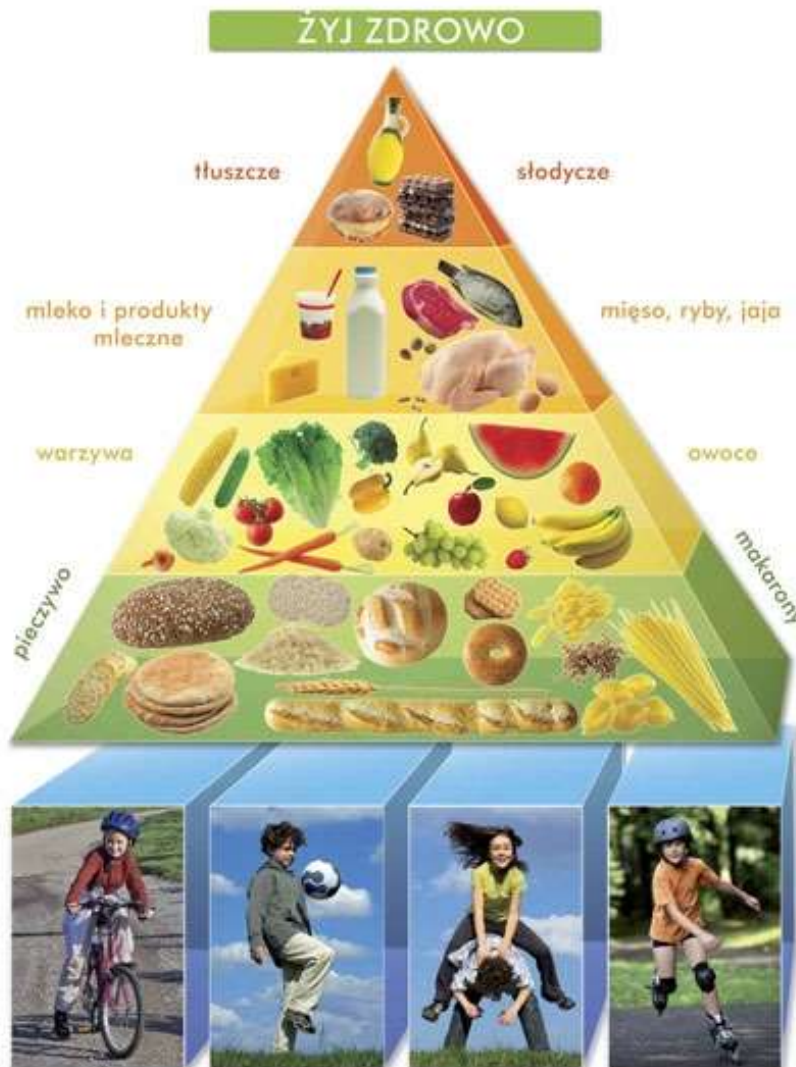 ŻYJ ZDROWO
tłuszcze
słodycze
mleko i produkty
mleczne
mięso, ryby, jaja
warzywa
owoce
pieczywo
makarony